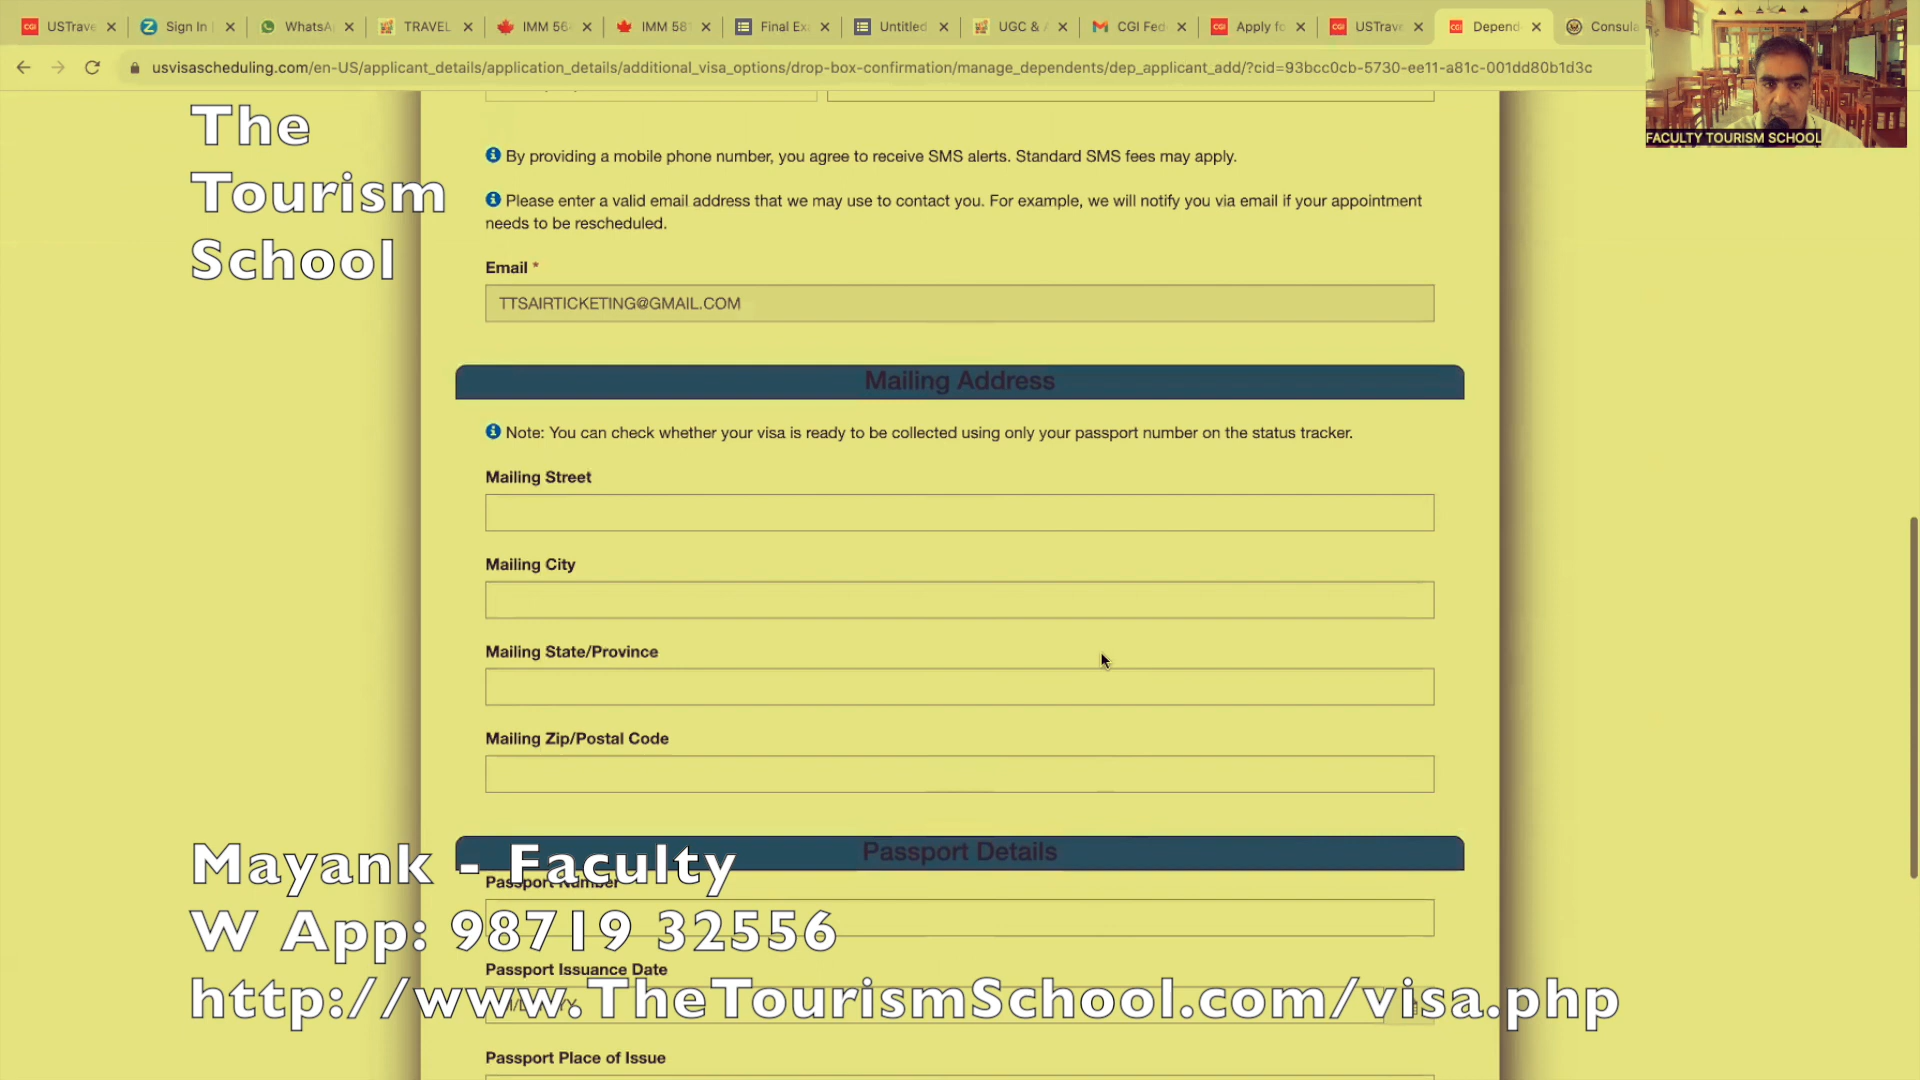 USTrave
Sign In
WhatsA
TRAVEL
IMM 564
IMM 581
Final Ex
Untitled
UGC &
CGI Fed
Apply fo
USTrave
Depend
Consula
usvisascheduling.com/en-US/applicant_details/application_details/additional_visa_options/drop-box-confirmation/manage_dependents/dep_applicant_add/?cid=93bcc0cb-5730-ee11-a81c-001dd80b1d3c
FACULTY TOURISM SCHOOL
The
Tourism
School
By providing a mobile phone number, you agree to receive SMS alerts. Standard SMS fees may apply.
Please enter a valid email address that we may use to contact you. For example, we will notify you via email if your appointment
needs to be rescheduled.
Email *
TTSAIRTICKETING@GMAIL.COM
Mailing Address
Note: You can check whether your visa is ready to be collected using only your passport number on the status tracker.
Mailing Street
Mailing City
Mailing State/Province
Mailing Zip/Postal Code
Passport Details
Mayank - Faculty
Passport Number
W App: 98719 32556
Passport Issuance Date
http://www.TheTourismSchool.com/visa.php
Passport Place of Issue